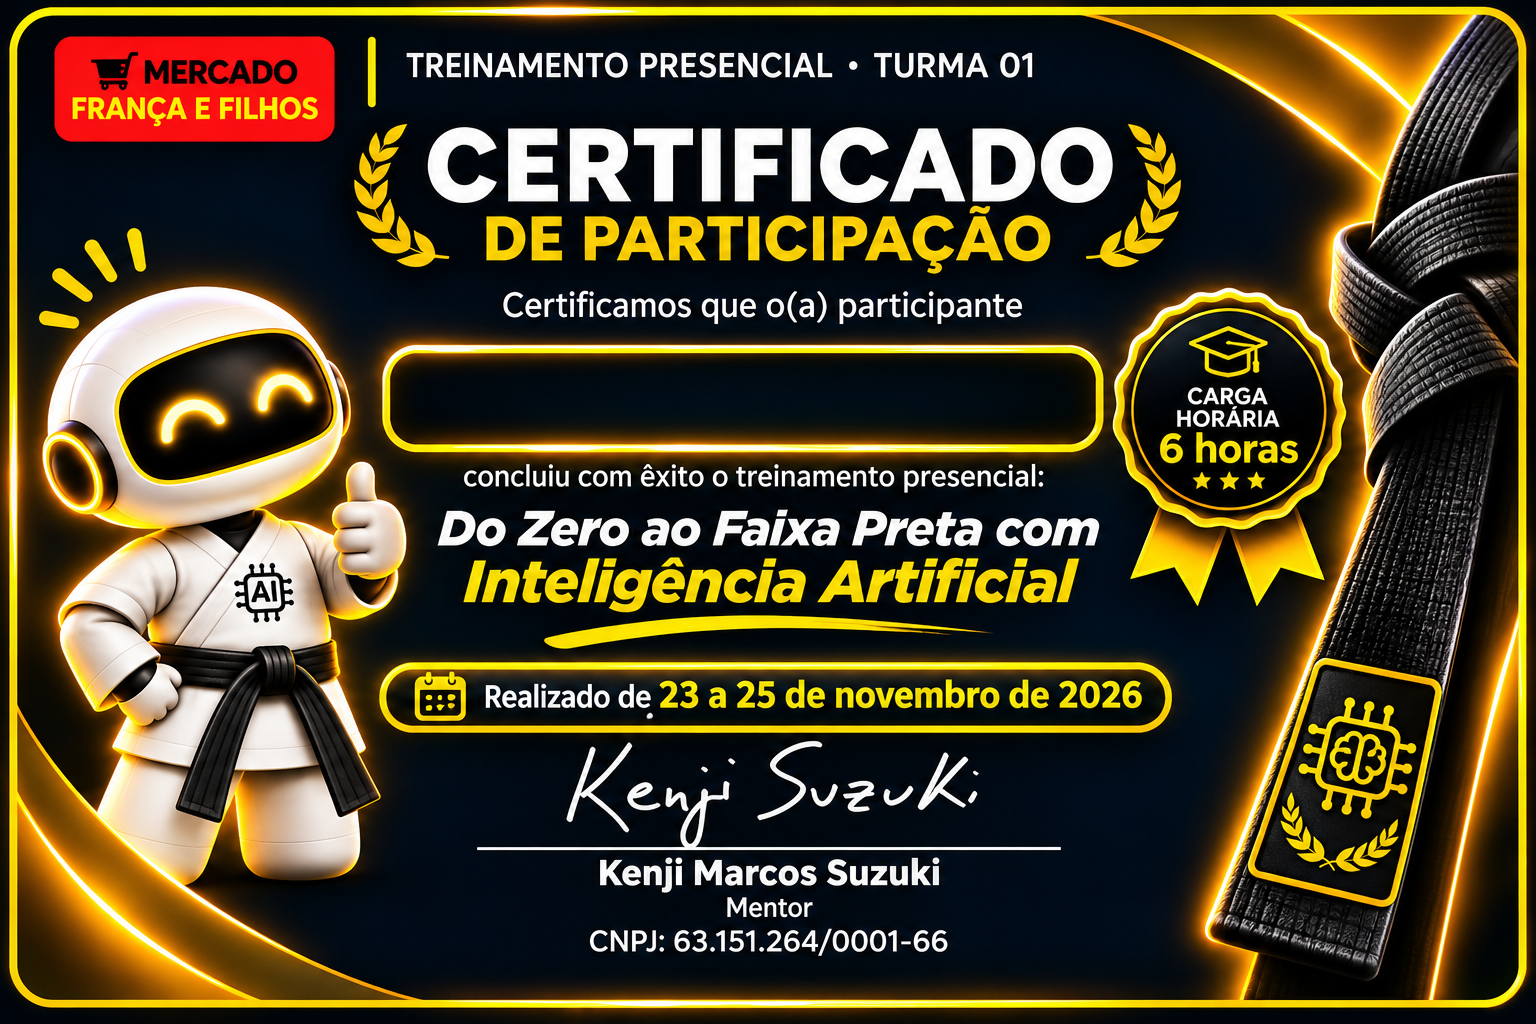 MERCADO
FRANÇA E FILHOS
TREINAMENTO PRESENCIAL • TURMA 01
CERTIFICADO
DE PARTICIPAÇÃO
Certificamos que o(a) participante
CARGA
HORÁRIA
6 horas
concluiu com êxito o treinamento presencial:
Do Zero ao Faixa Preta com
Inteligência Artificial
AI
Realizado de 23 a 25 de novembro de 2026
Kenji Suzuki
Kenji Marcos Suzuki
Mentor
CNPJ: 63.151.264/0001-66